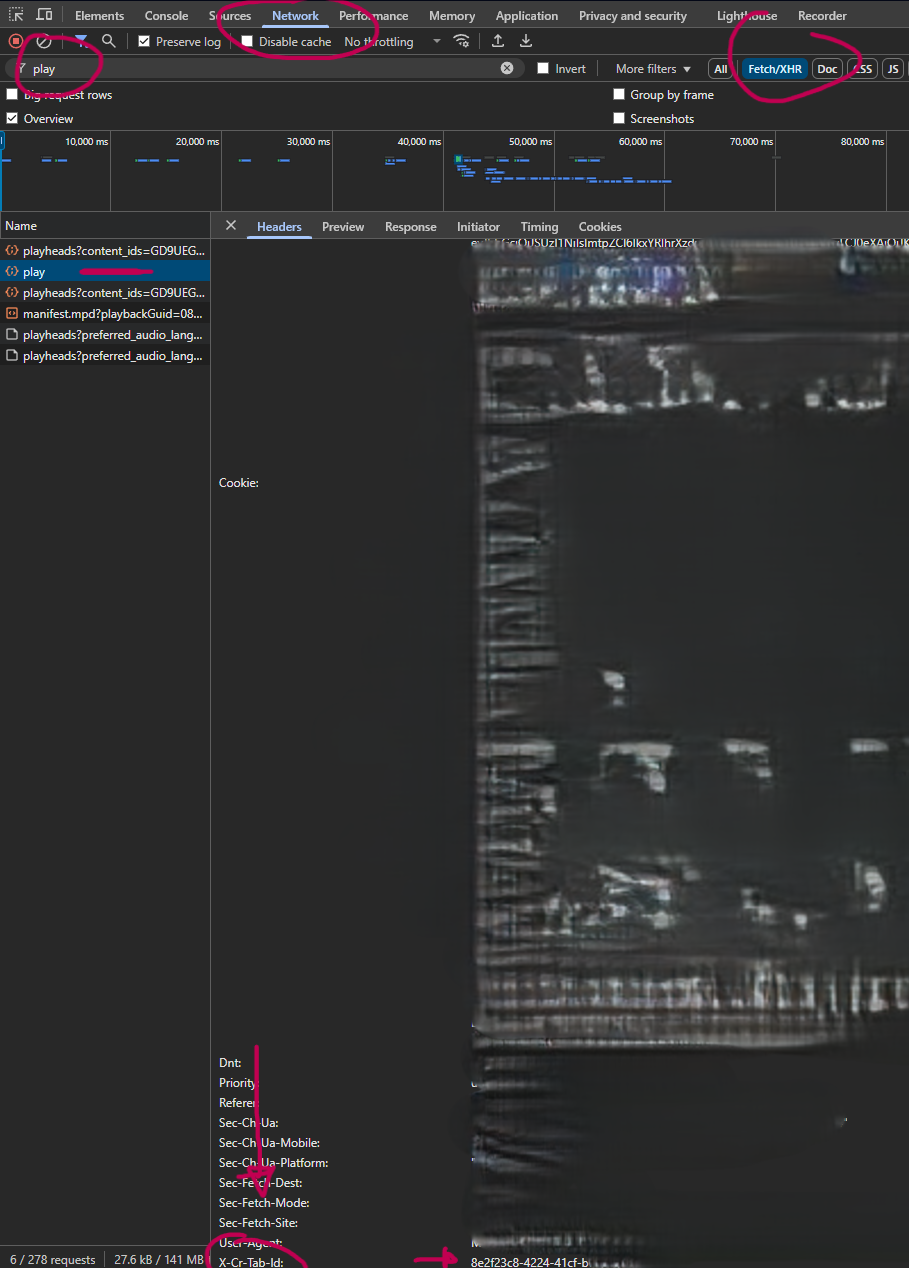 Elements Console Sources Network Performance Memory Application Privacy and security Lighthouse Recorder
Preserve log Disable cache No throttling
play Invert More filters All Fetch/XHR Doc CSS JS
Big request rows Group by frame
Overview Screenshots
10,000 ms 20,000 ms 30,000 ms 40,000 ms 50,000 ms 60,000 ms 70,000 ms 80,000 ms
Name Headers Preview Response Initiator Timing Cookies
playheads?content_ids=GD9UEG...
play
playheads?content_ids=GD9UEG...
manifest.mpd?playbackGuid=08...
playheads?preferred_audio_lang...
playheads?preferred_audio_lang...
Cookie:
Dnt:
Priority:
Referer
Sec-Ch-Ua:
Sec-Ch-Ua-Mobile:
Sec-Ch-Ua-Platform:
Sec-Fetch-Dest:
Sec-Fetch-Mode:
Sec-Fetch-Site:
User-Agent:
6 / 278 requests 27.6 kB / 141 MB X-Cr-Tab-Id: 8e2f23c8-4224-41cf-b